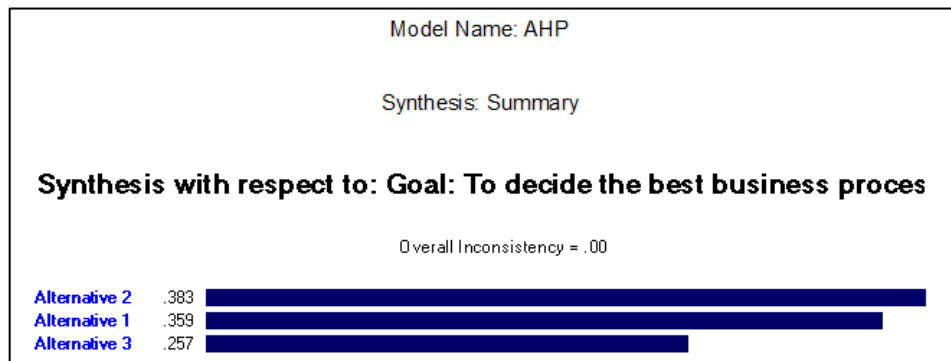 Model Name: AHP
Synthesis: Summary
Synthesis with respect to: Goal: To decide the best business proces
Overall Inconsistency = .00
Alternative 2 .383
Alternative 1 .359
Alternative 3 .257